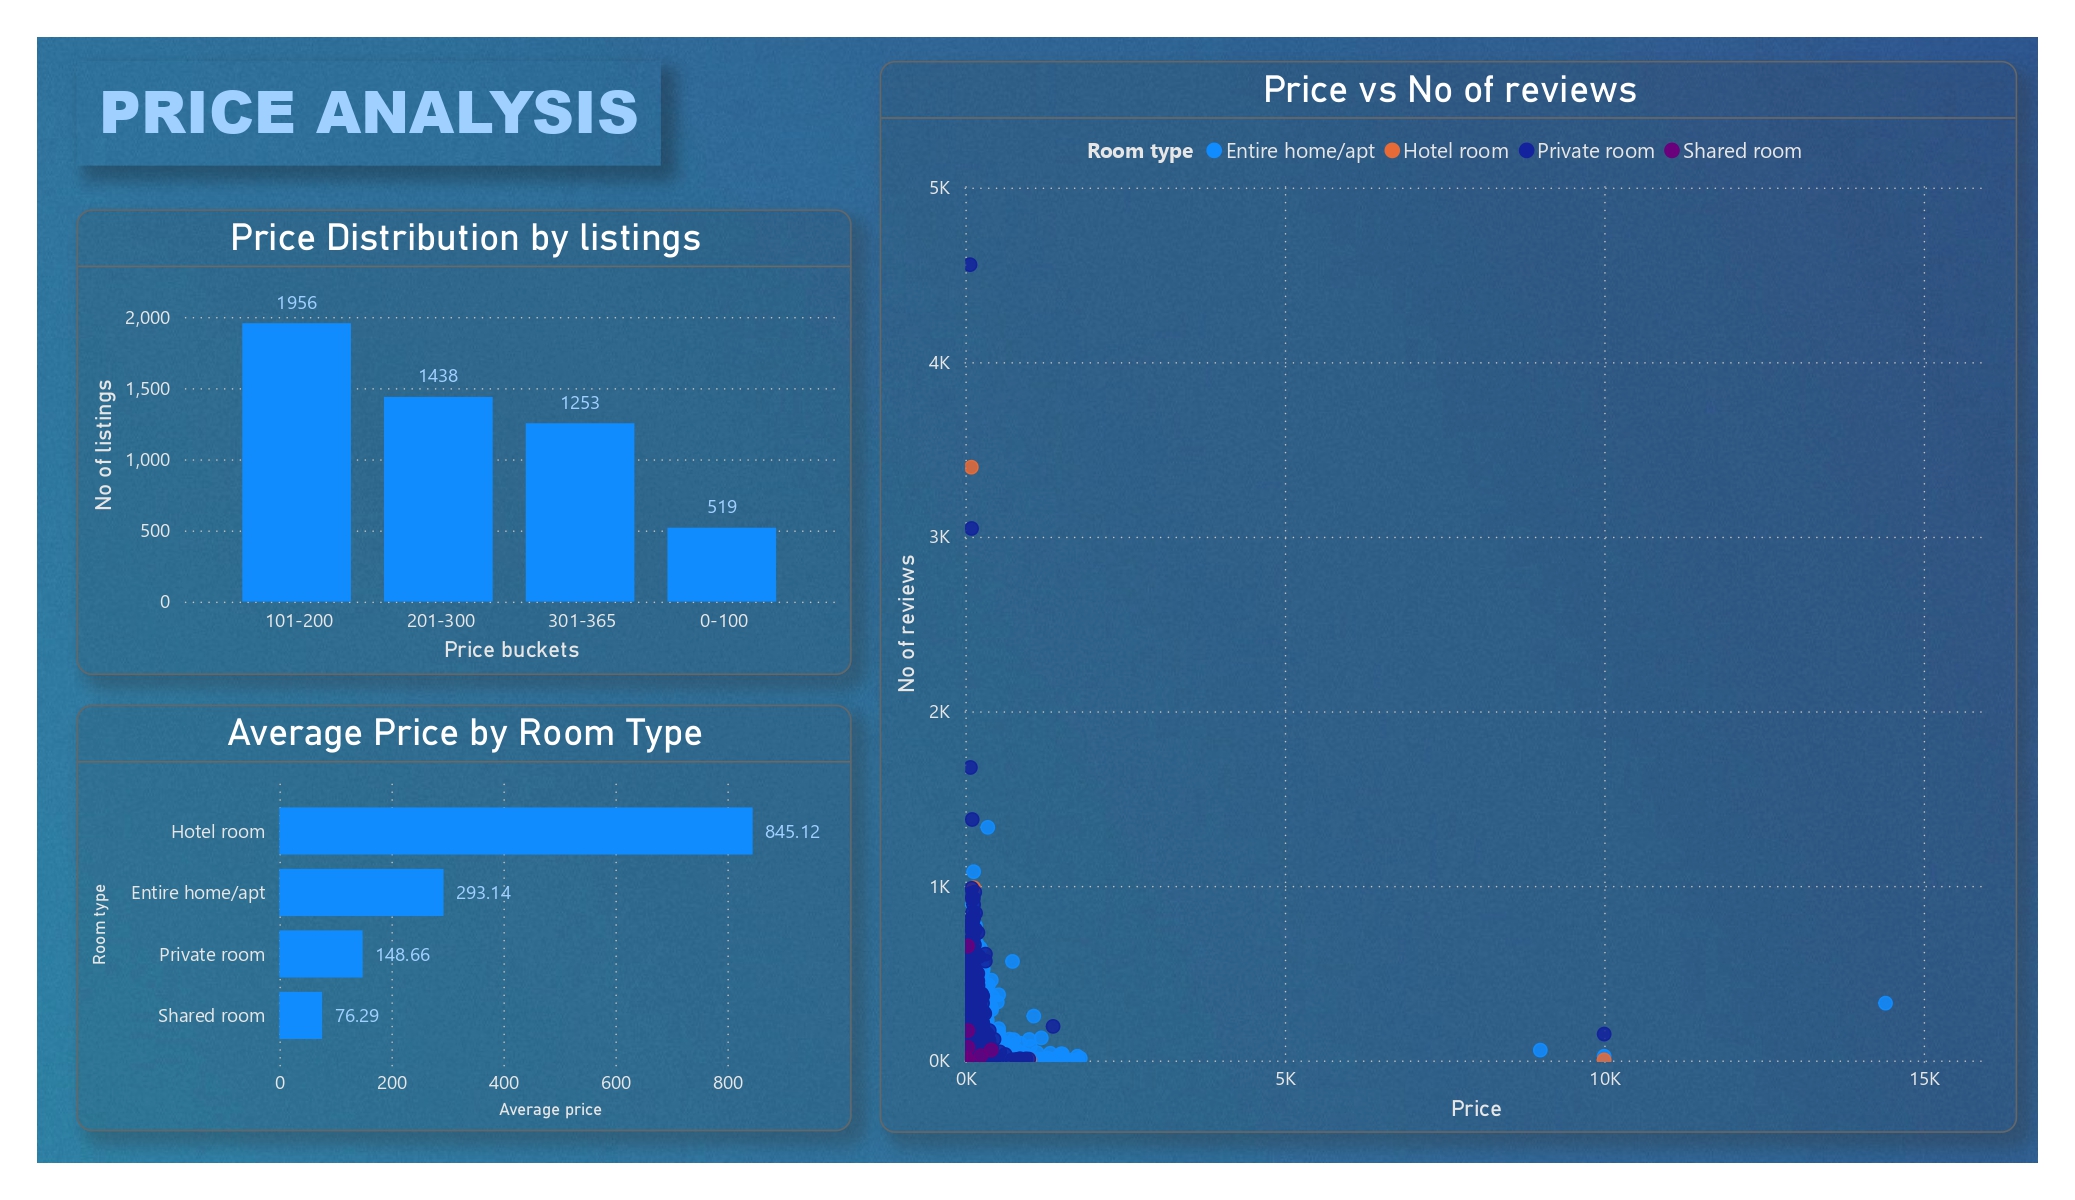 PRICE ANALYSIS
Price Distribution by listings
No of listings
2,000
1,500
1,000
500
0
1956
1438
1253
519
101-200 201-300 301-365 0-100
Price buckets
Average Price by Room Type
Room type
Hotel room 845.12
Entire home/apt 293.14
Private room 148.66
Shared room 76.29
0 200 400 600 800
Average price
Price vs No of reviews
Room type Entire home/apt Hotel room Private room Shared room
No of reviews
5K
4K
3K
2K
1K
0K
0K 5K 10K 15K
Price